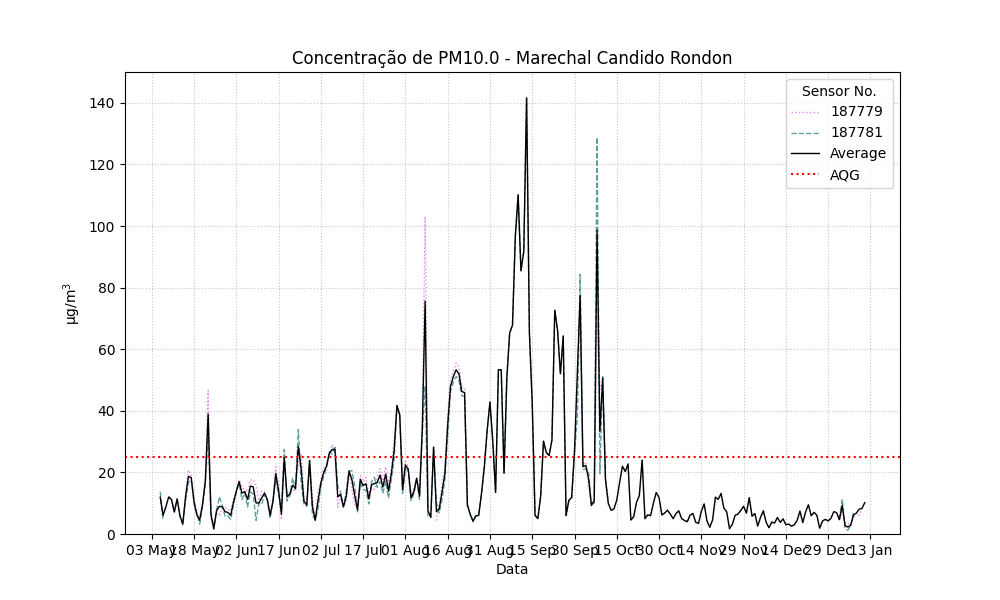 Concentração de PM10.0 - Marechal Candido Rondon
Sensor No.
187779
187781
Average
AQG
µg/m³
140
120
100
80
60
40
20
0
03 May 18 May 02 Jun 17 Jun 02 Jul 17 Jul 01 Aug 16 Aug 31 Aug 15 Sep 30 Sep 15 Oct 30 Oct 14 Nov 29 Nov 14 Dec 29 Dec 13 Jan
Data